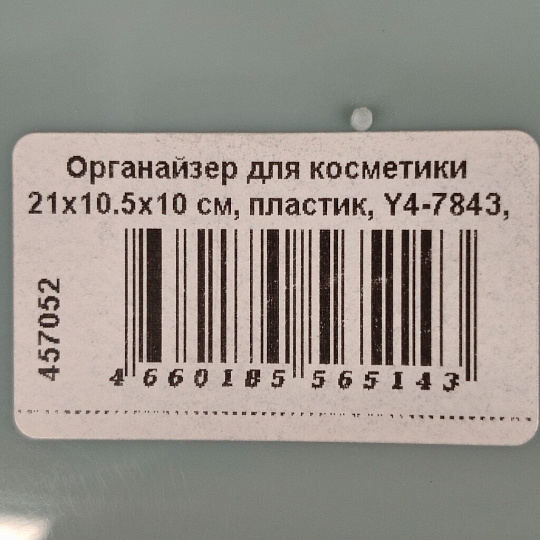 Органайзер для косметики
21x10.5x10 см, пластик, Y4-7843,
457052
4 660185 565143